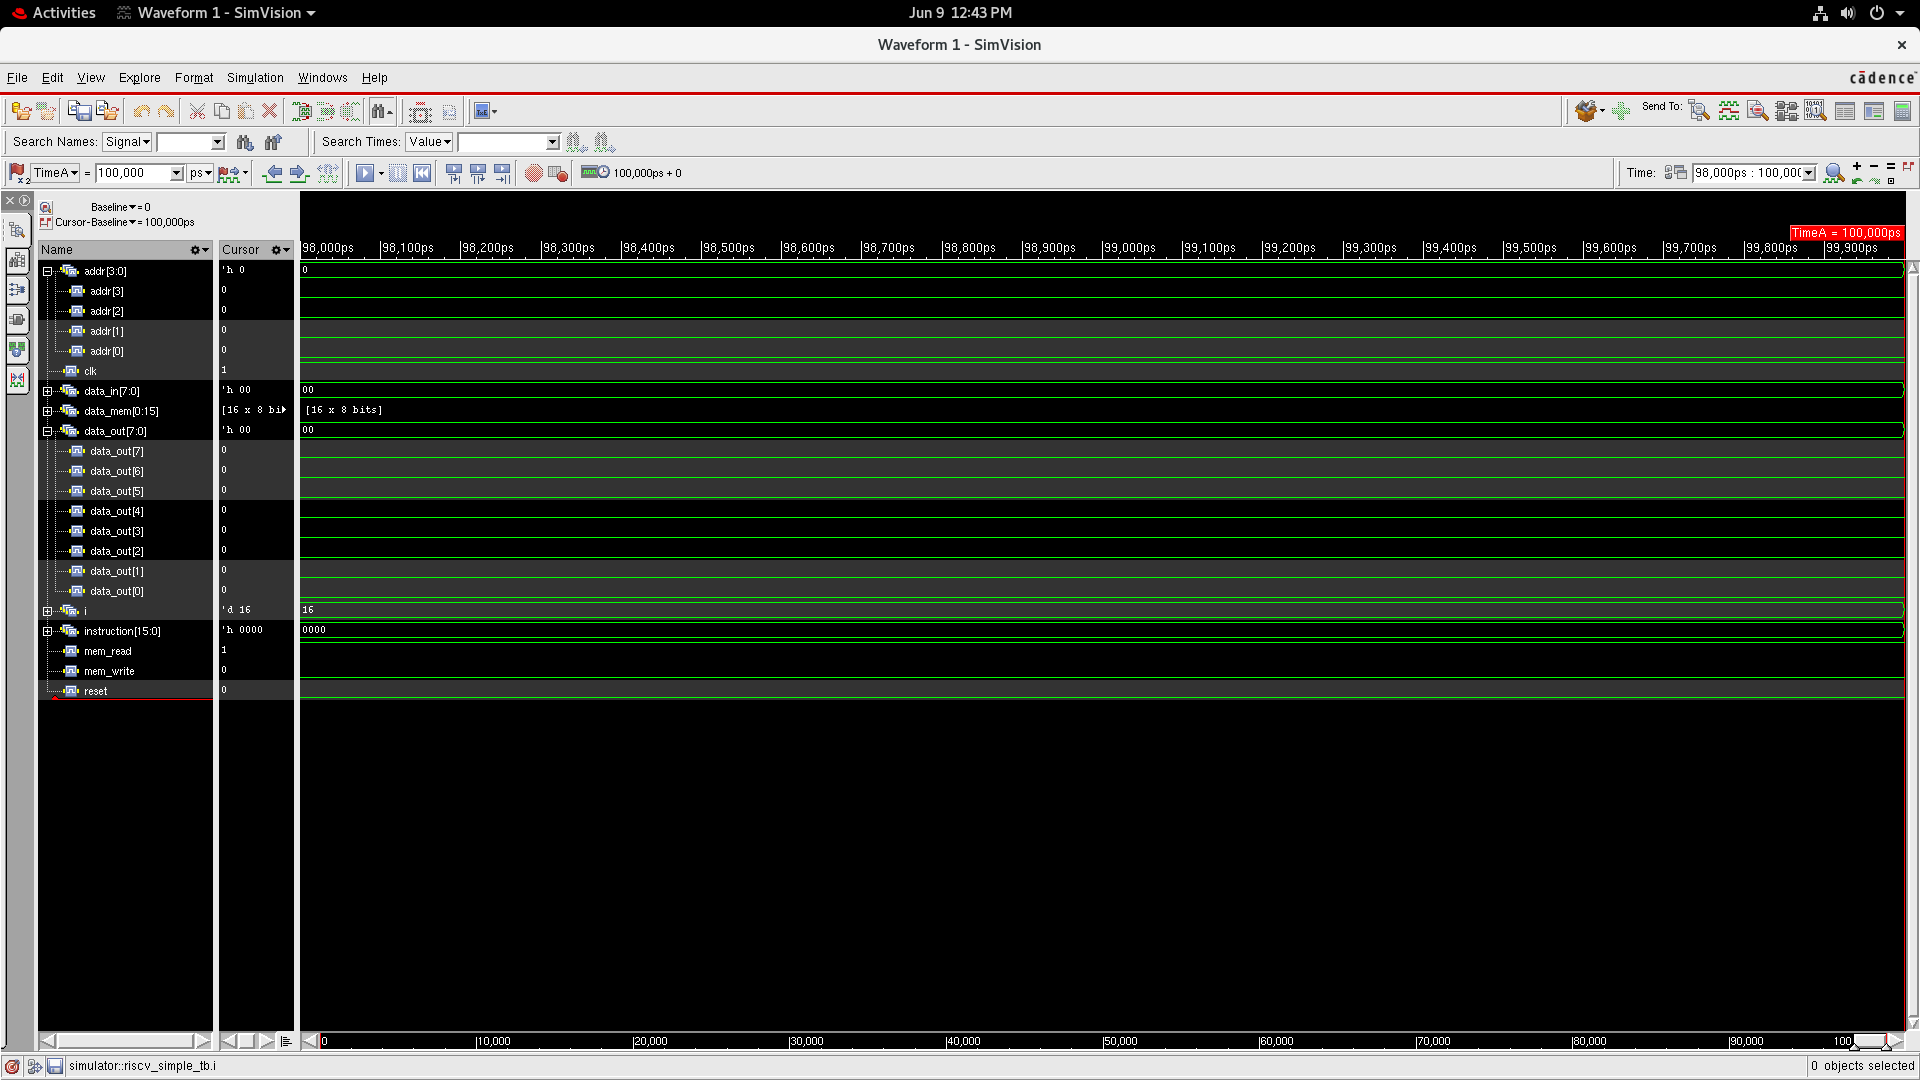 Activities
Waveform 1 - SimVision
Jun 9 12:43 PM
Waveform 1 - SimVision
File Edit View Explore Format Simulation Windows Help
cādence
Send To:
Search Names: Signal
Search Times: Value
TimeA = 100,000 ps
100,000ps + 0
Time: 98,000ps : 100,000
Baseline = 0
Cursor-Baseline = 100,000ps
TimeA = 100,000ps
Name Cursor
98,000ps 98,100ps 98,200ps 98,300ps 98,400ps 98,500ps 98,600ps 98,700ps 98,800ps 98,900ps 99,000ps 99,100ps 99,200ps 99,300ps 99,400ps 99,500ps 99,600ps 99,700ps 99,800ps 99,900ps
addr[3:0] 'h 0 0
addr[3] 0
addr[2] 0
addr[1] 0
addr[0] 0
clk 1
data_in[7:0] 'h 00 00
data_mem[0:15] [16 x 8 bi [16 x 8 bits]
data_out[7:0] 'h 00 00
data_out[7] 0
data_out[6] 0
data_out[5] 0
data_out[4] 0
data_out[3] 0
data_out[2] 0
data_out[1] 0
data_out[0] 0
i 'd 16 16
instruction[15:0] 'h 0000 0000
mem_read 1
mem_write 0
reset 0
0 10,000 20,000 30,000 40,000 50,000 60,000 70,000 80,000 90,000 100
simulator::riscv_simple_tb.i
0 objects selected